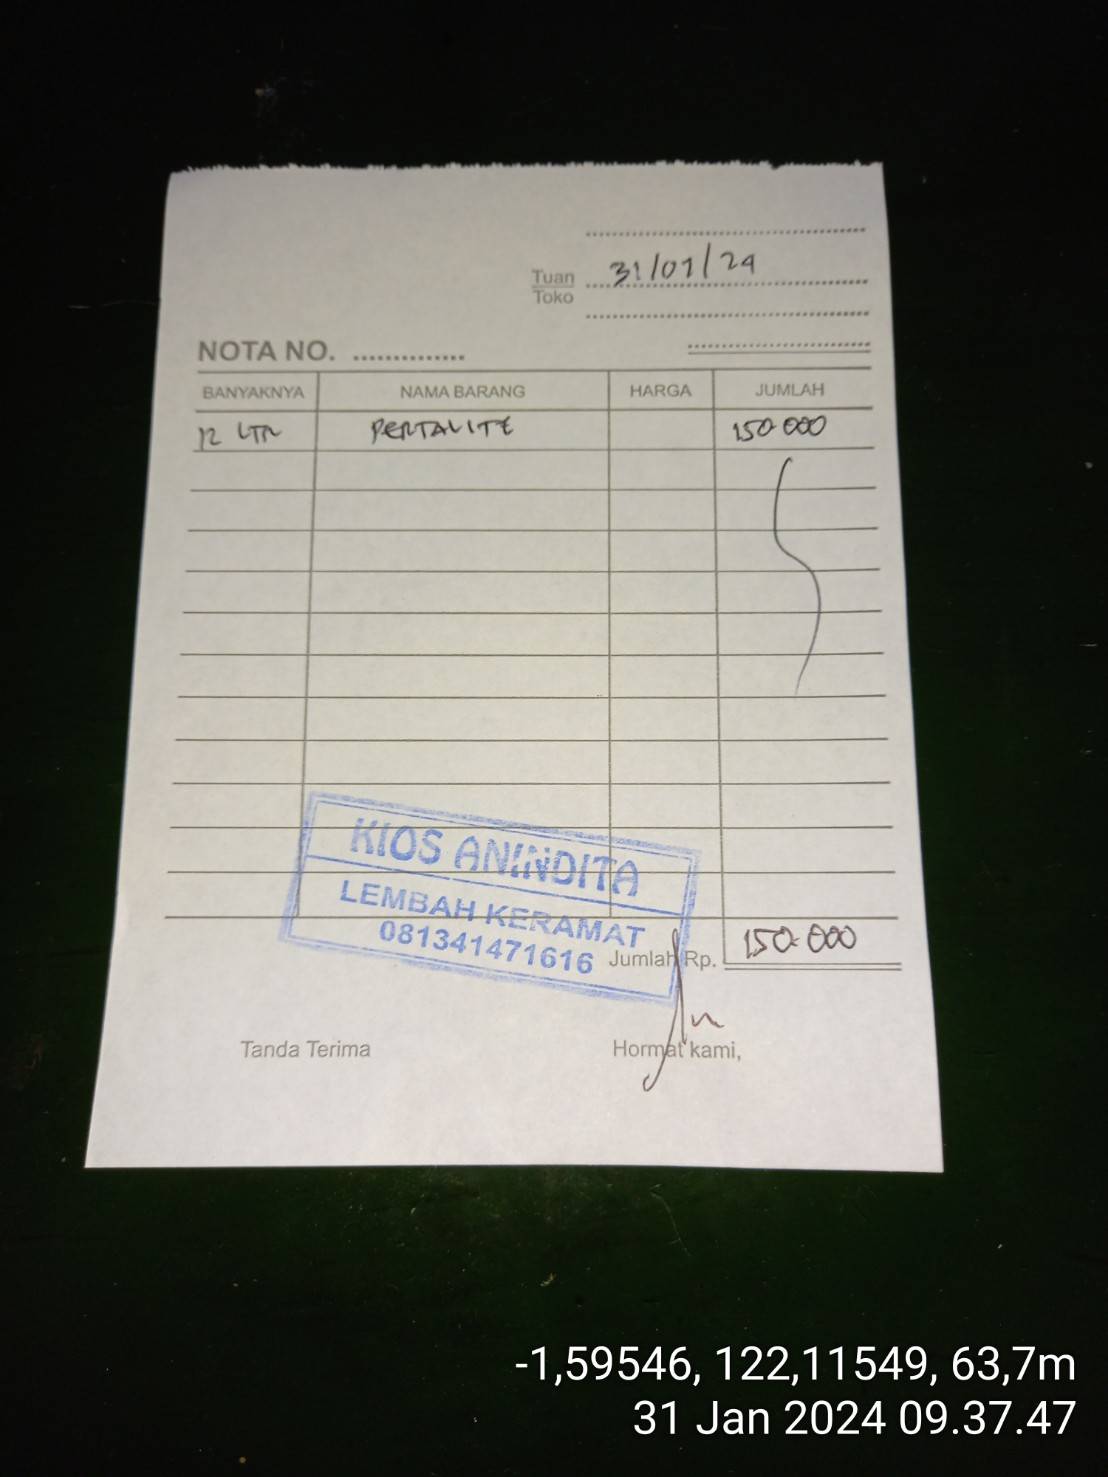 Tuan
Toko
31/01/24
NOTA NO. ..............
BANYAKNYA NAMA BARANG HARGA JUMLAH
12 LTR PERTALITE 150.000
KIOS ANINDITA
LEMBAH KERAMAT
081341471616
Jumlah Rp. 150.000
Tanda Terima Hormat kami,
-1,59546, 122,11549, 63,7m
31 Jan 2024 09.37.47